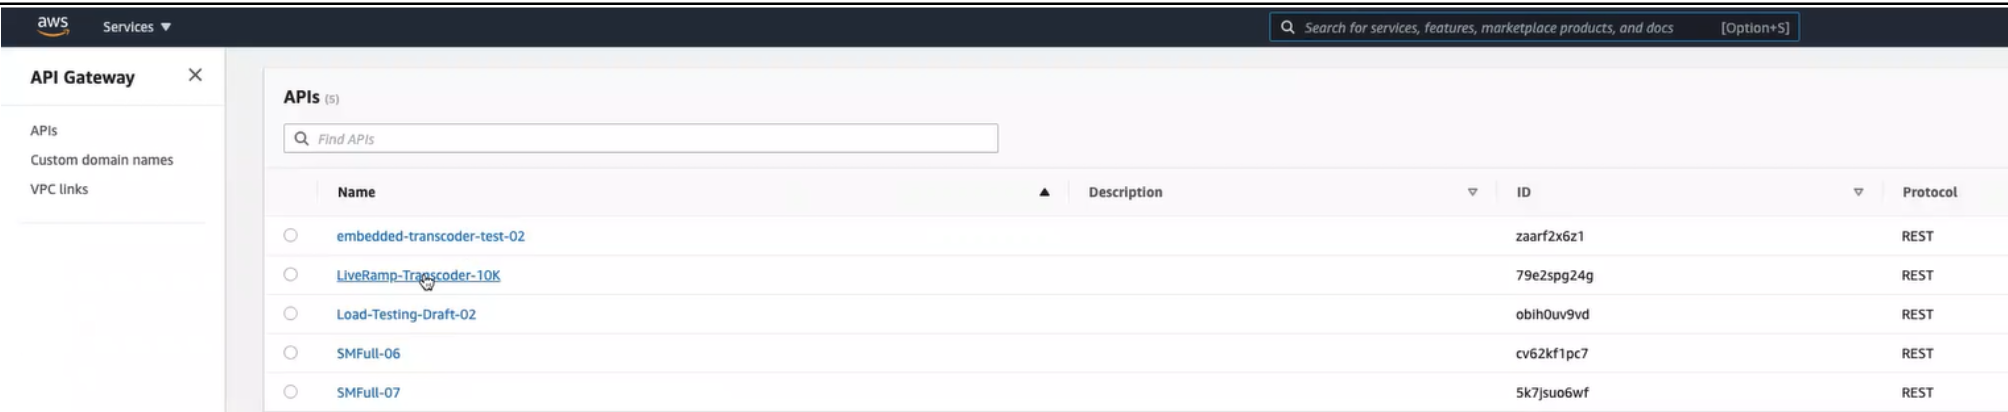 aws Services ▼ Search for services, features, marketplace products, and docs [Option+S]
API Gateway
APIs
Custom domain names
VPC links
APIs (5)
Find APIs
Name Description ID Protocol
embedded-transcoder-test-02 zaarf2x6z1 REST
LiveRamp-Transcoder-10K 79e2spg24g REST
Load-Testing-Draft-02 obih0uv9vd REST
SMFull-06 cv62kf1pc7 REST
SMFull-07 5k7jsuo6wf REST